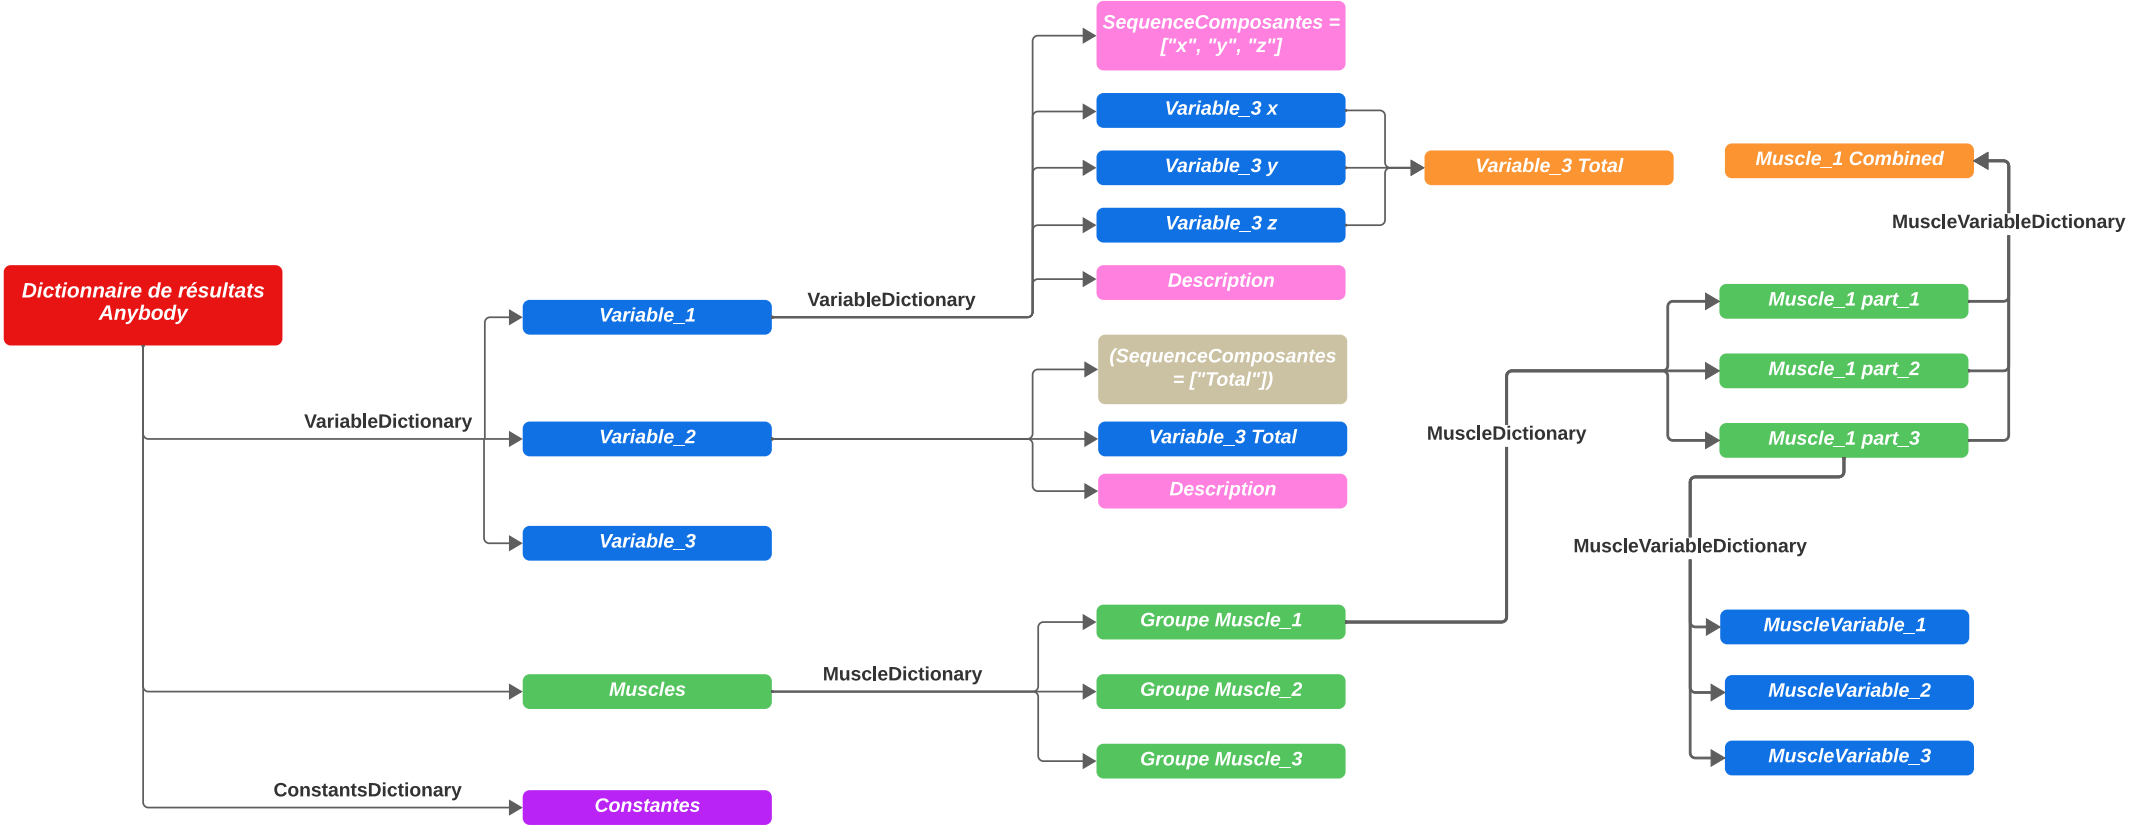 Dictionnaire de résultats
Anybody
VariableDictionary
Variable_1
Variable_2
Variable_3
VariableDictionary
SequenceComposantes =
["x", "y", "z"]
Variable_3 x
Variable_3 y
Variable_3 z
Description
Variable_3 Total
(SequenceComposantes
= ["Total"])
Variable_3 Total
Description
Muscles
MuscleDictionary
Groupe Muscle_1
Groupe Muscle_2
Groupe Muscle_3
MuscleDictionary
Muscle_1 part_1
Muscle_1 part_2
Muscle_1 part_3
MuscleVariableDictionary
Muscle_1 Combined
MuscleVariableDictionary
MuscleVariable_1
MuscleVariable_2
MuscleVariable_3
ConstantsDictionary
Constantes